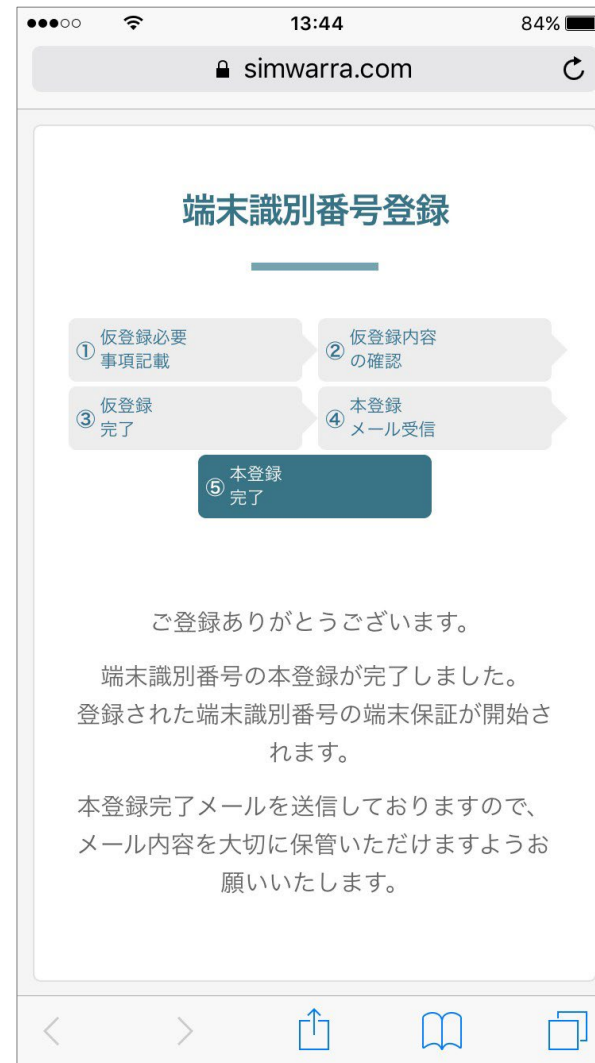 13:44
84%
simwarra.com
端末識別番号登録
① 仮登録必要
事項記載
② 仮登録内容
の確認
③ 仮登録
完了
④ 本登録
メール受信
⑤ 本登録
完了
ご登録ありがとうございます。
端末識別番号の本登録が完了しました。
登録された端末識別番号の端末保証が開始さ
れます。
本登録完了メールを送信しておりますので、
メール内容を大切に保管いただけますようお
願いいたします。